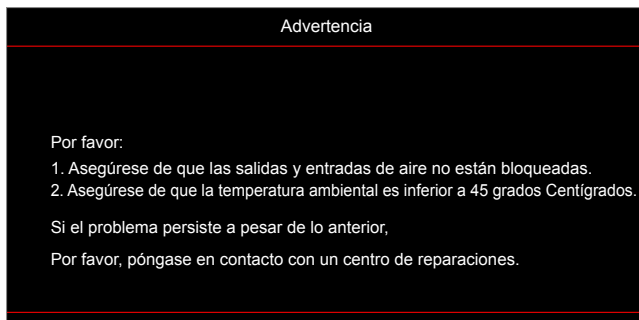 Advertencia
Por favor:
1. Asegúrese de que las salidas y entradas de aire no están bloqueadas.
2. Asegúrese de que la temperatura ambiental es inferior a 45 grados Centígrados.
Si el problema persiste a pesar de lo anterior,
Por favor, póngase en contacto con un centro de reparaciones.